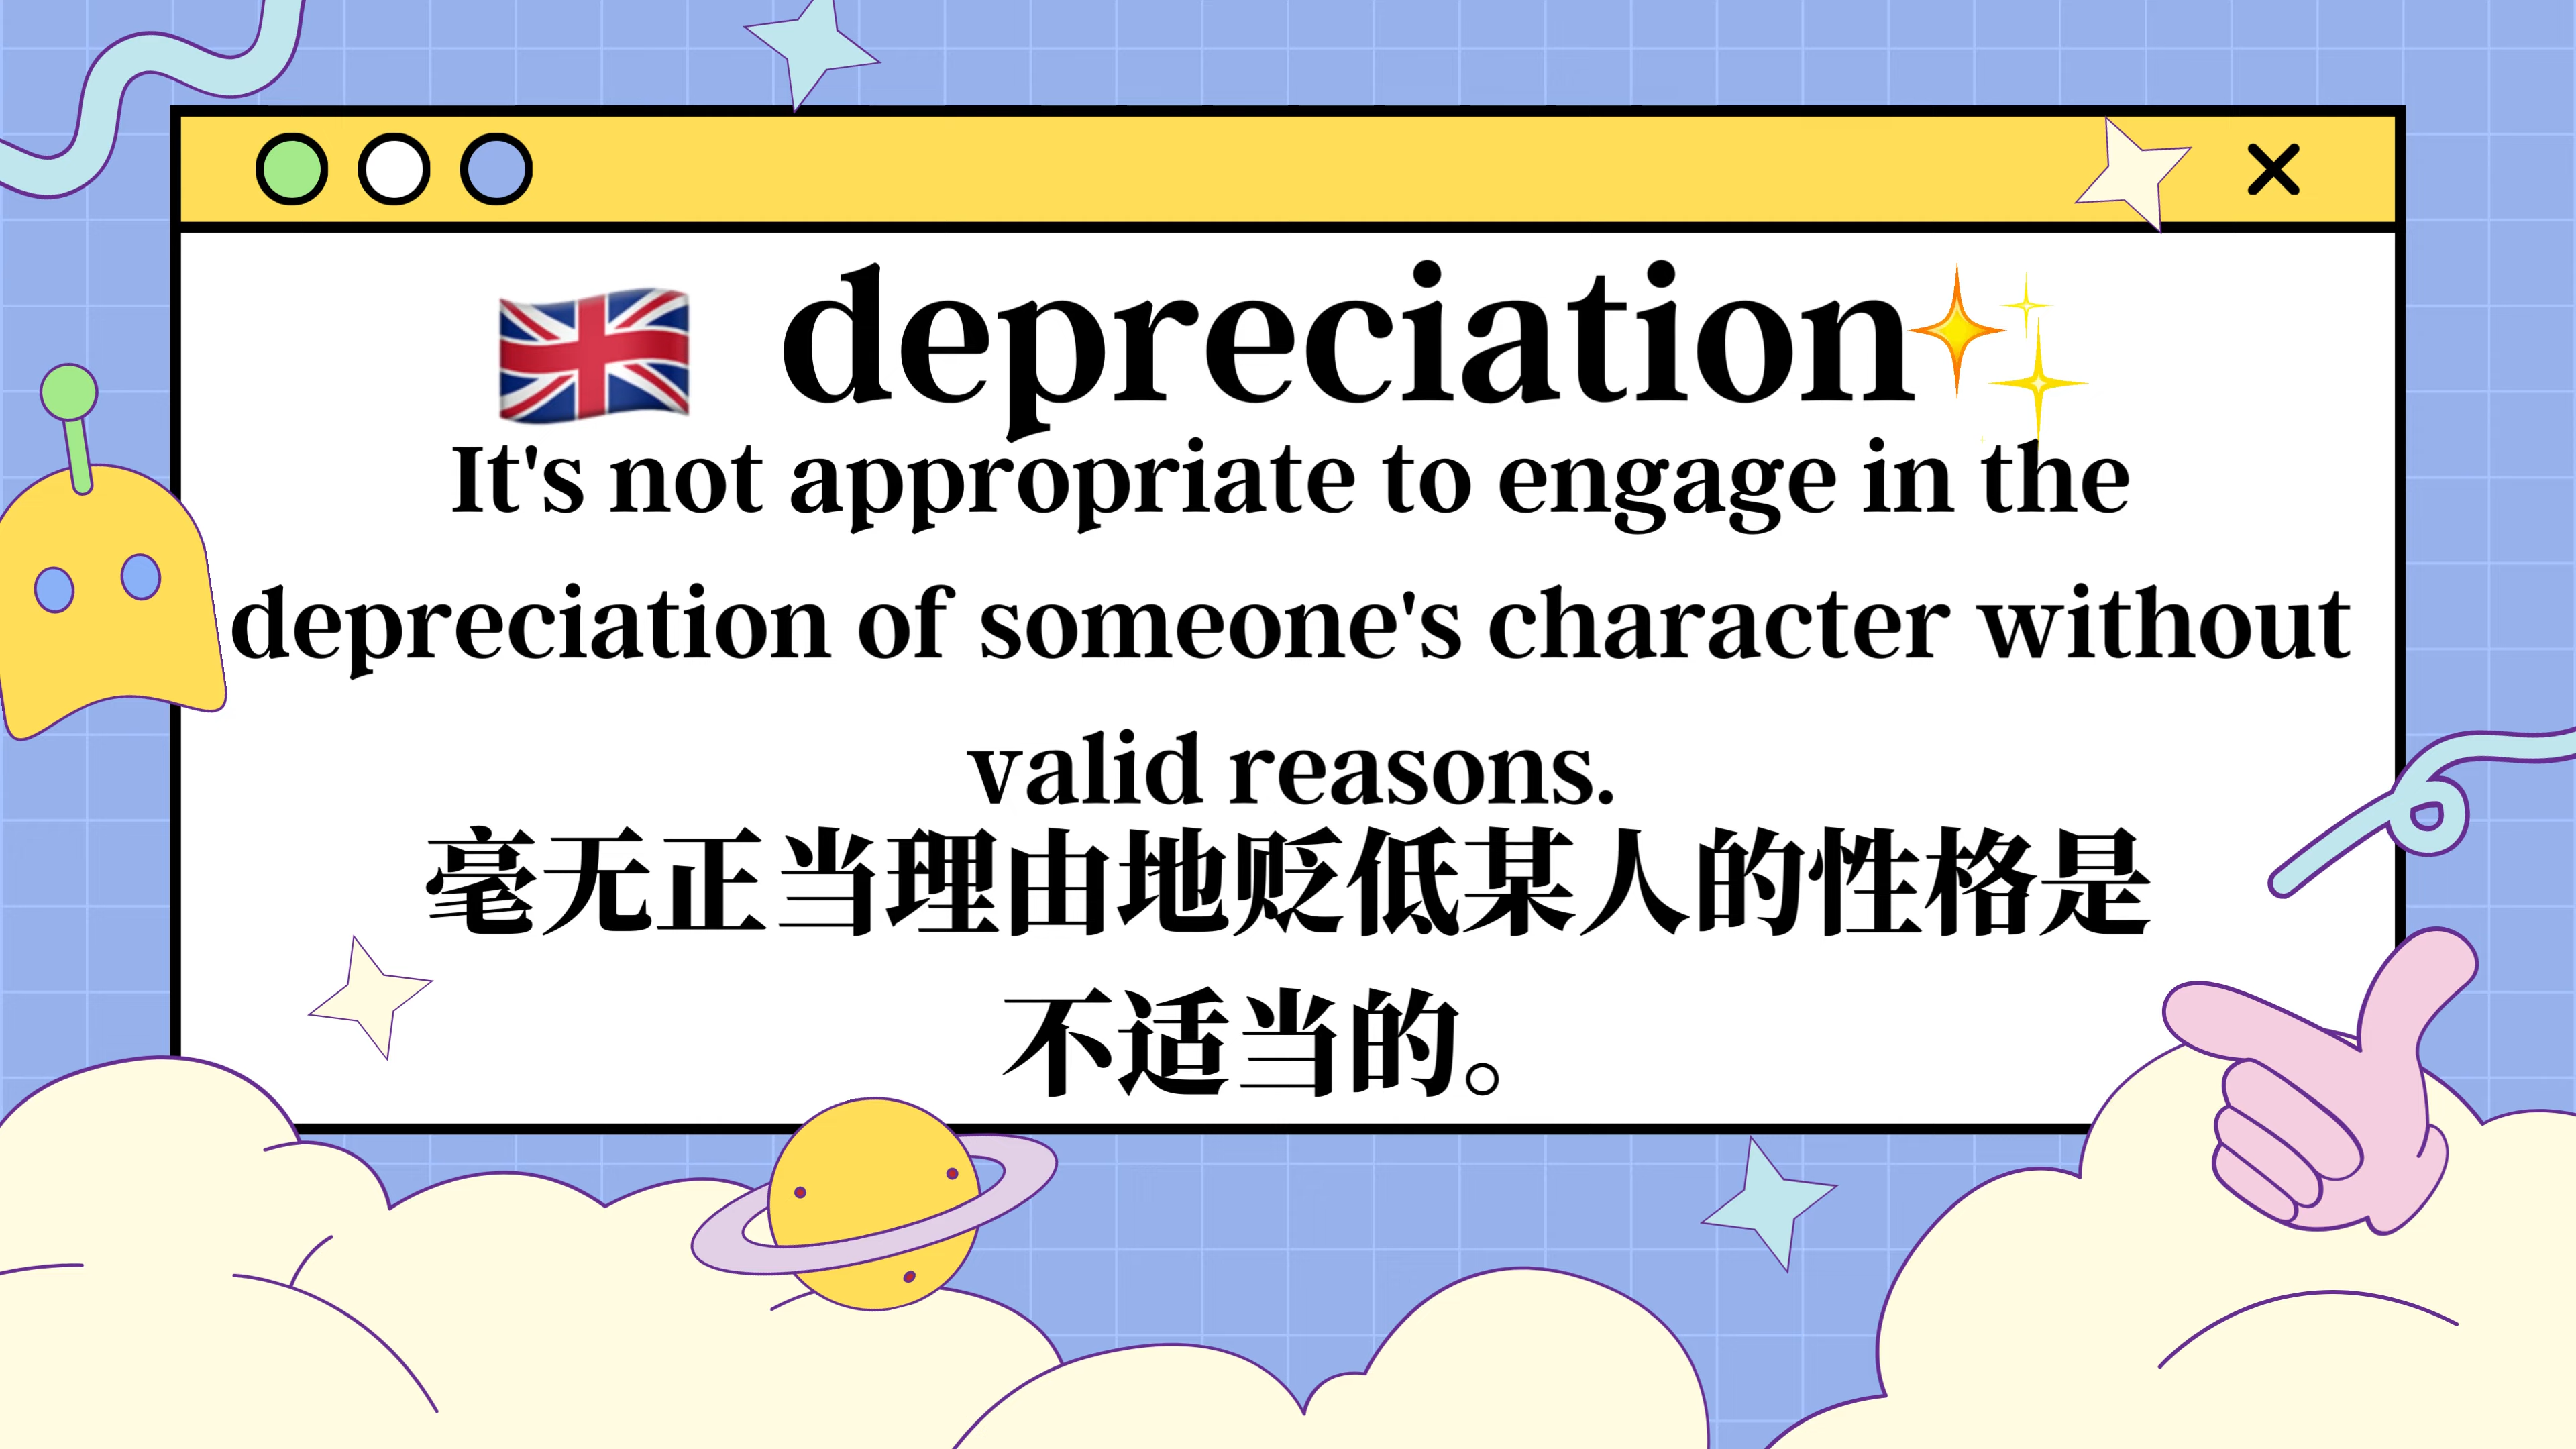 depreciation
It's not appropriate to engage in the
depreciation of someone's character without
valid reasons.
毫无正当理由地贬低某人的性格是
不适当的。